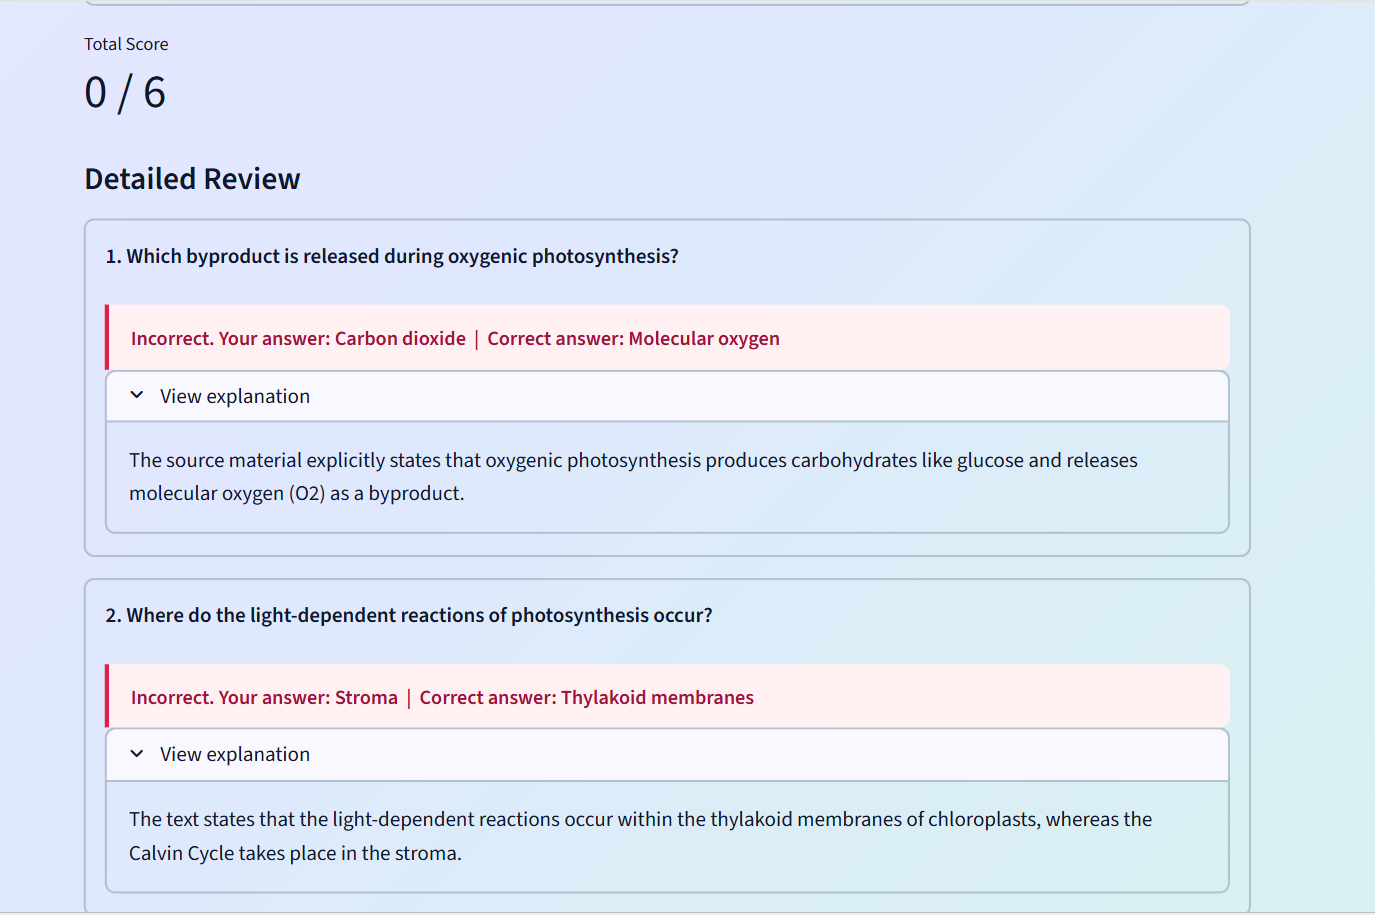 Total Score
0 / 6
Detailed Review
1. Which byproduct is released during oxygenic photosynthesis?
Incorrect. Your answer: Carbon dioxide | Correct answer: Molecular oxygen
View explanation
The source material explicitly states that oxygenic photosynthesis produces carbohydrates like glucose and releases
molecular oxygen (O2) as a byproduct.
2. Where do the light-dependent reactions of photosynthesis occur?
Incorrect. Your answer: Stroma | Correct answer: Thylakoid membranes
View explanation
The text states that the light-dependent reactions occur within the thylakoid membranes of chloroplasts, whereas the
Calvin Cycle takes place in the stroma.